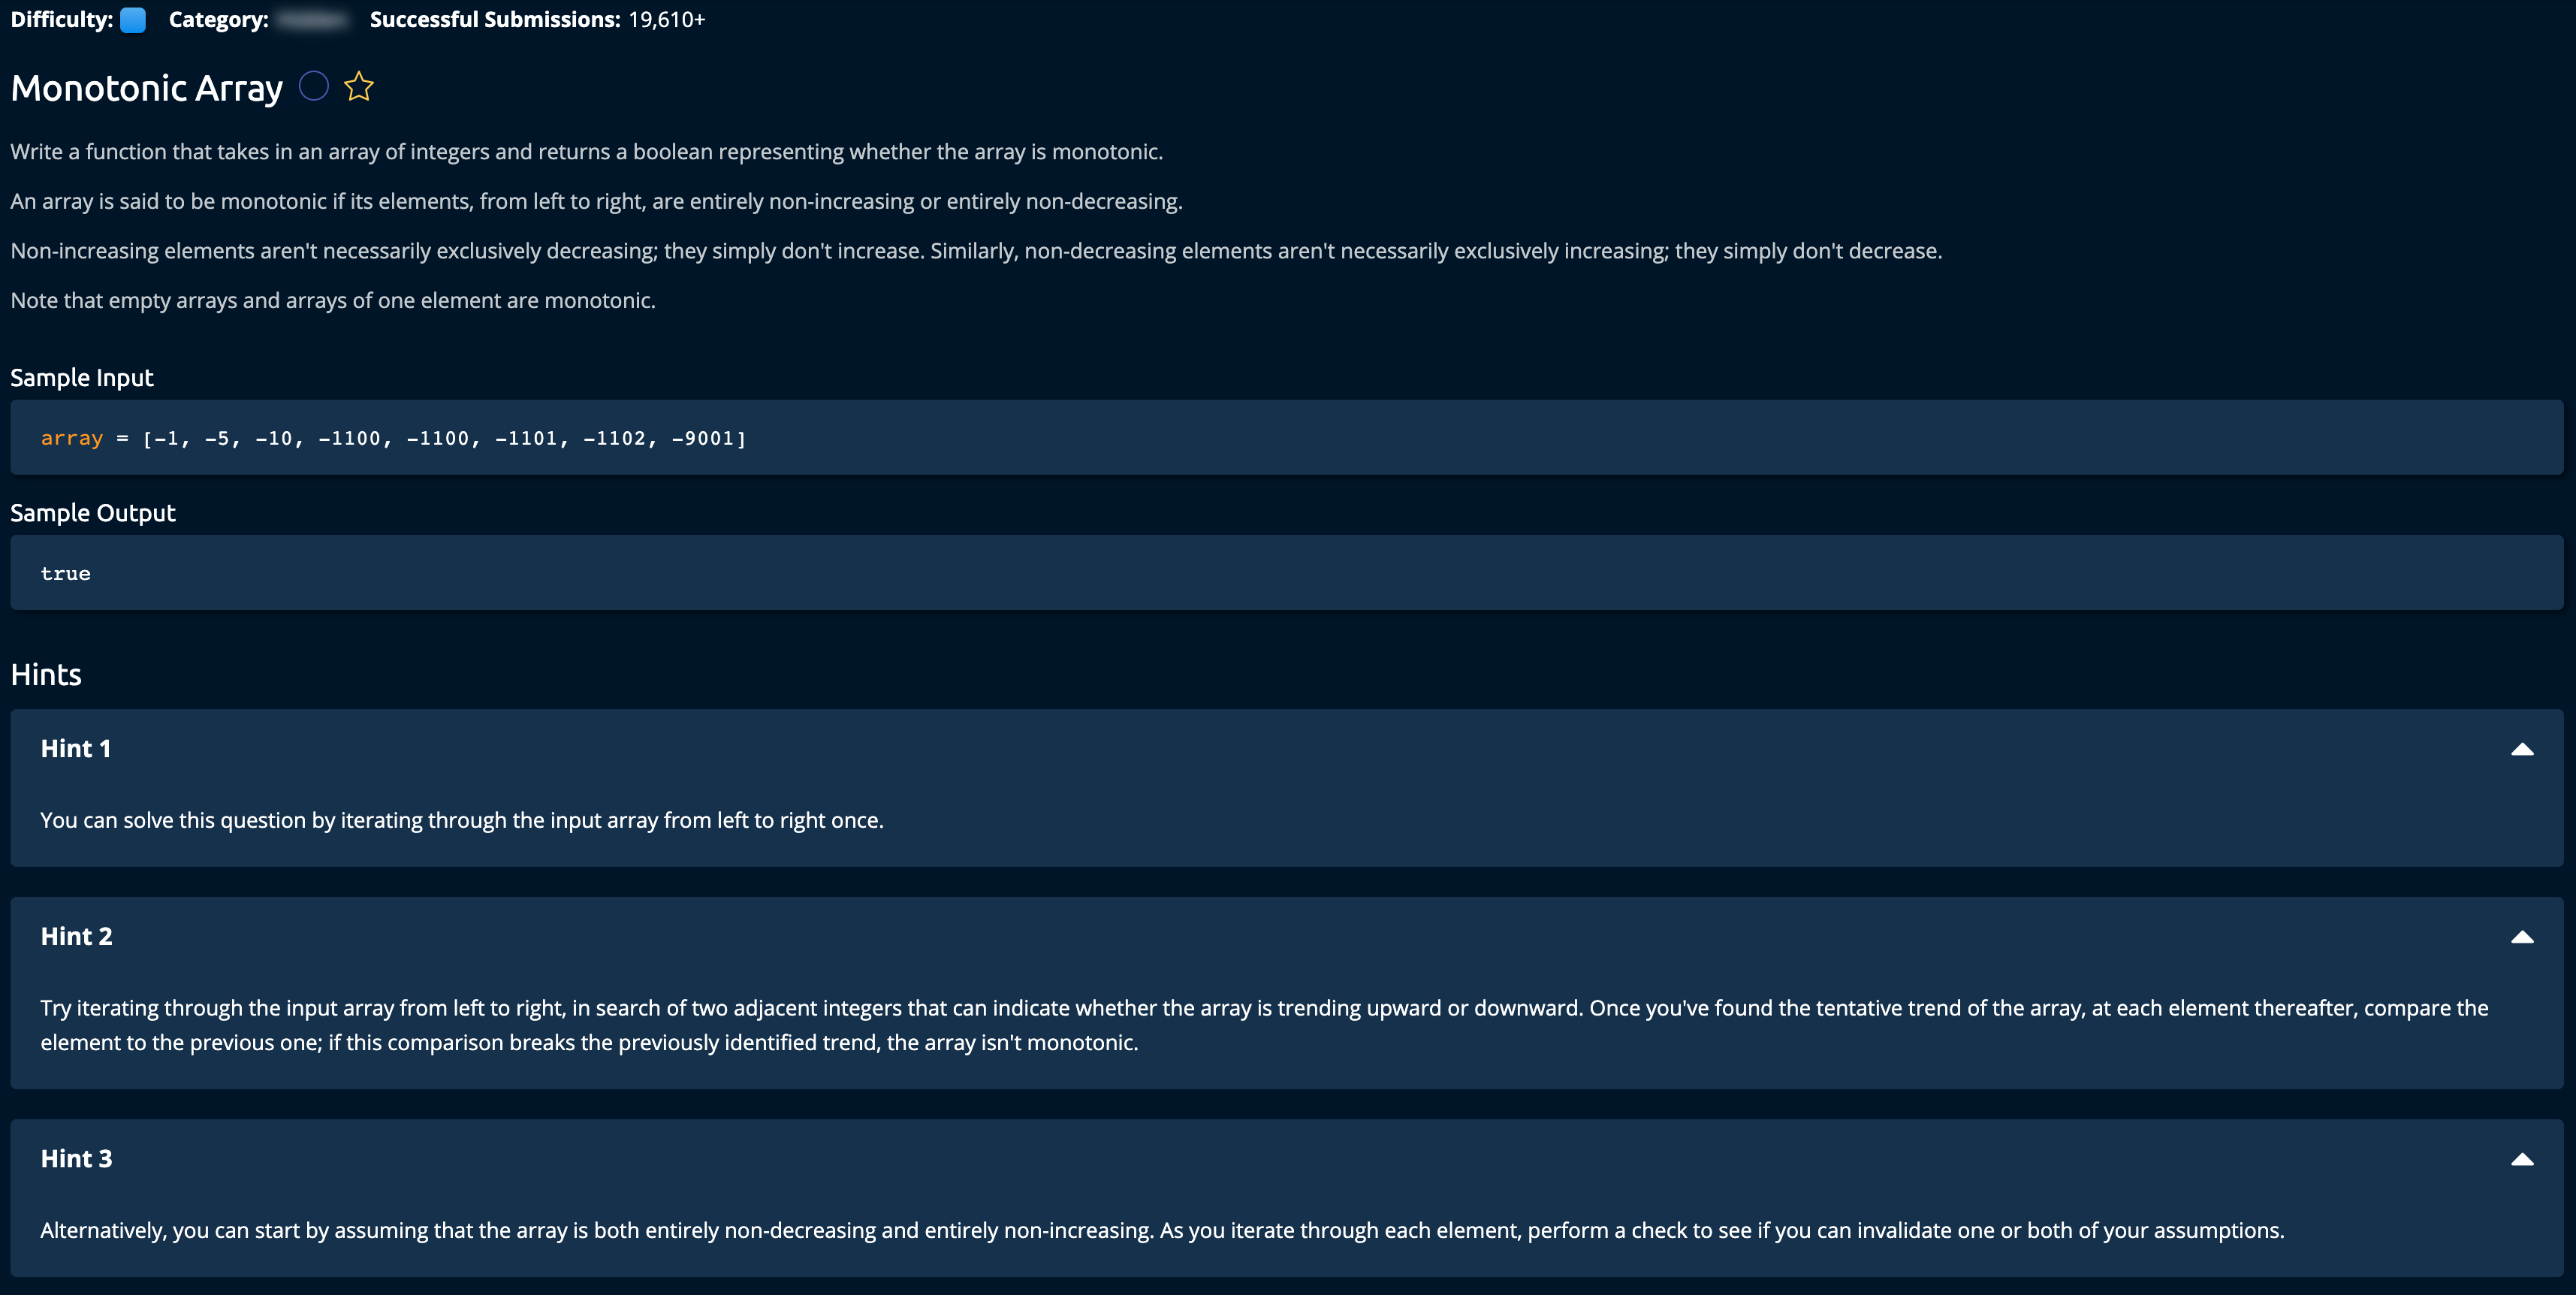 Difficulty: Category: Successful Submissions: 19,610+
Monotonic Array
Write a function that takes in an array of integers and returns a boolean representing whether the array is monotonic.
An array is said to be monotonic if its elements, from left to right, are entirely non-increasing or entirely non-decreasing.
Non-increasing elements aren't necessarily exclusively decreasing; they simply don't increase. Similarly, non-decreasing elements aren't necessarily exclusively increasing; they simply don't decrease.
Note that empty arrays and arrays of one element are monotonic.
Sample Input
array = [-1, -5, -10, -1100, -1100, -1101, -1102, -9001]
Sample Output
true
Hints
Hint 1
You can solve this question by iterating through the input array from left to right once.
Hint 2
Try iterating through the input array from left to right, in search of two adjacent integers that can indicate whether the array is trending upward or downward. Once you've found the tentative trend of the array, at each element thereafter, compare the
element to the previous one; if this comparison breaks the previously identified trend, the array isn't monotonic.
Hint 3
Alternatively, you can start by assuming that the array is both entirely non-decreasing and entirely non-increasing. As you iterate through each element, perform a check to see if you can invalidate one or both of your assumptions.